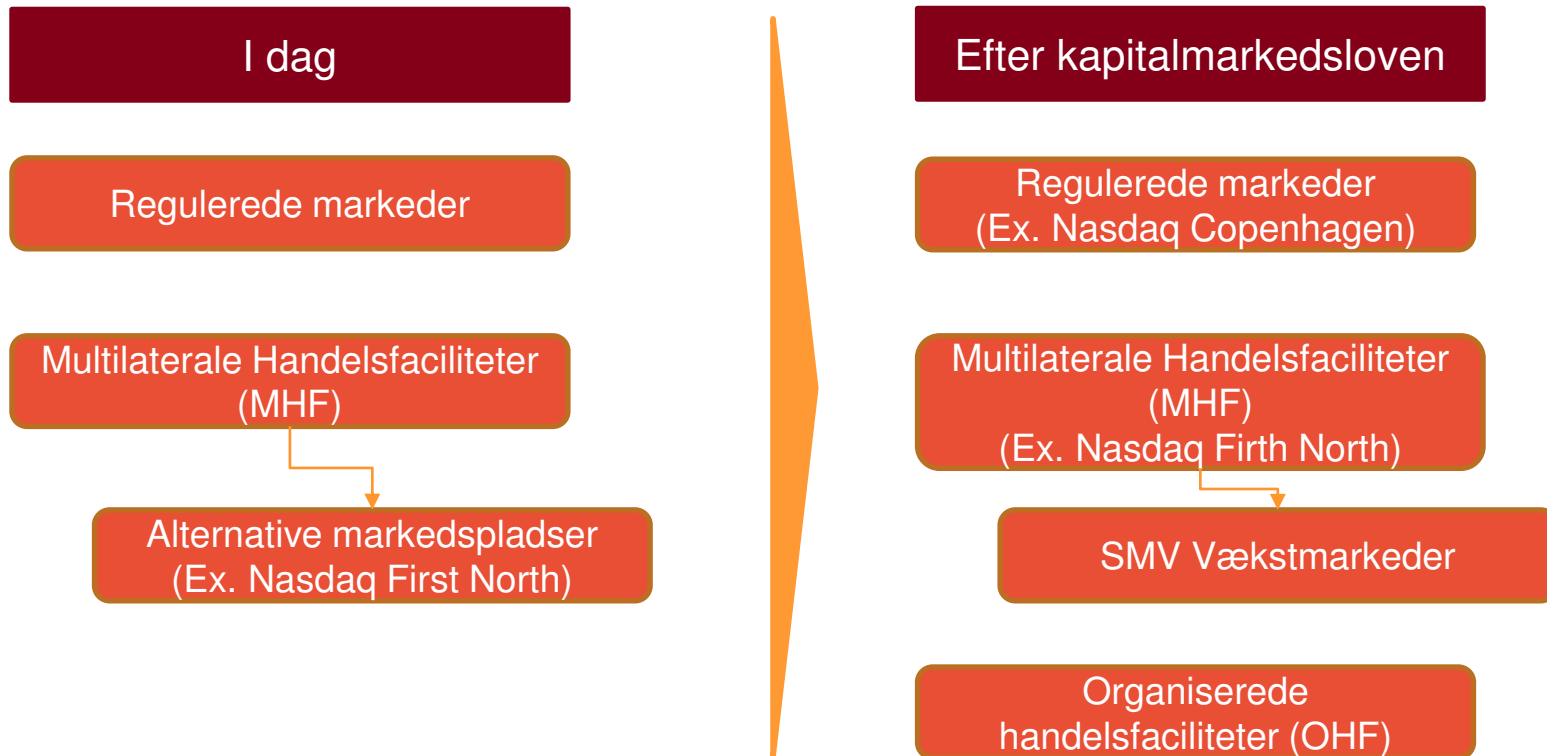 I dag
Regulerede markeder
Multilaterale Handelsfaciliteter
(MHF)
Alternative markedspladser
(Ex. Nasdaq First North)
Efter kapitalmarkedsloven
Regulerede markeder
(Ex. Nasdaq Copenhagen)
Multilaterale Handelsfaciliteter
(MHF)
(Ex. Nasdaq Firth North)
SMV Vækstmarkeder
Organiserede
handelsfaciliteter (OHF)